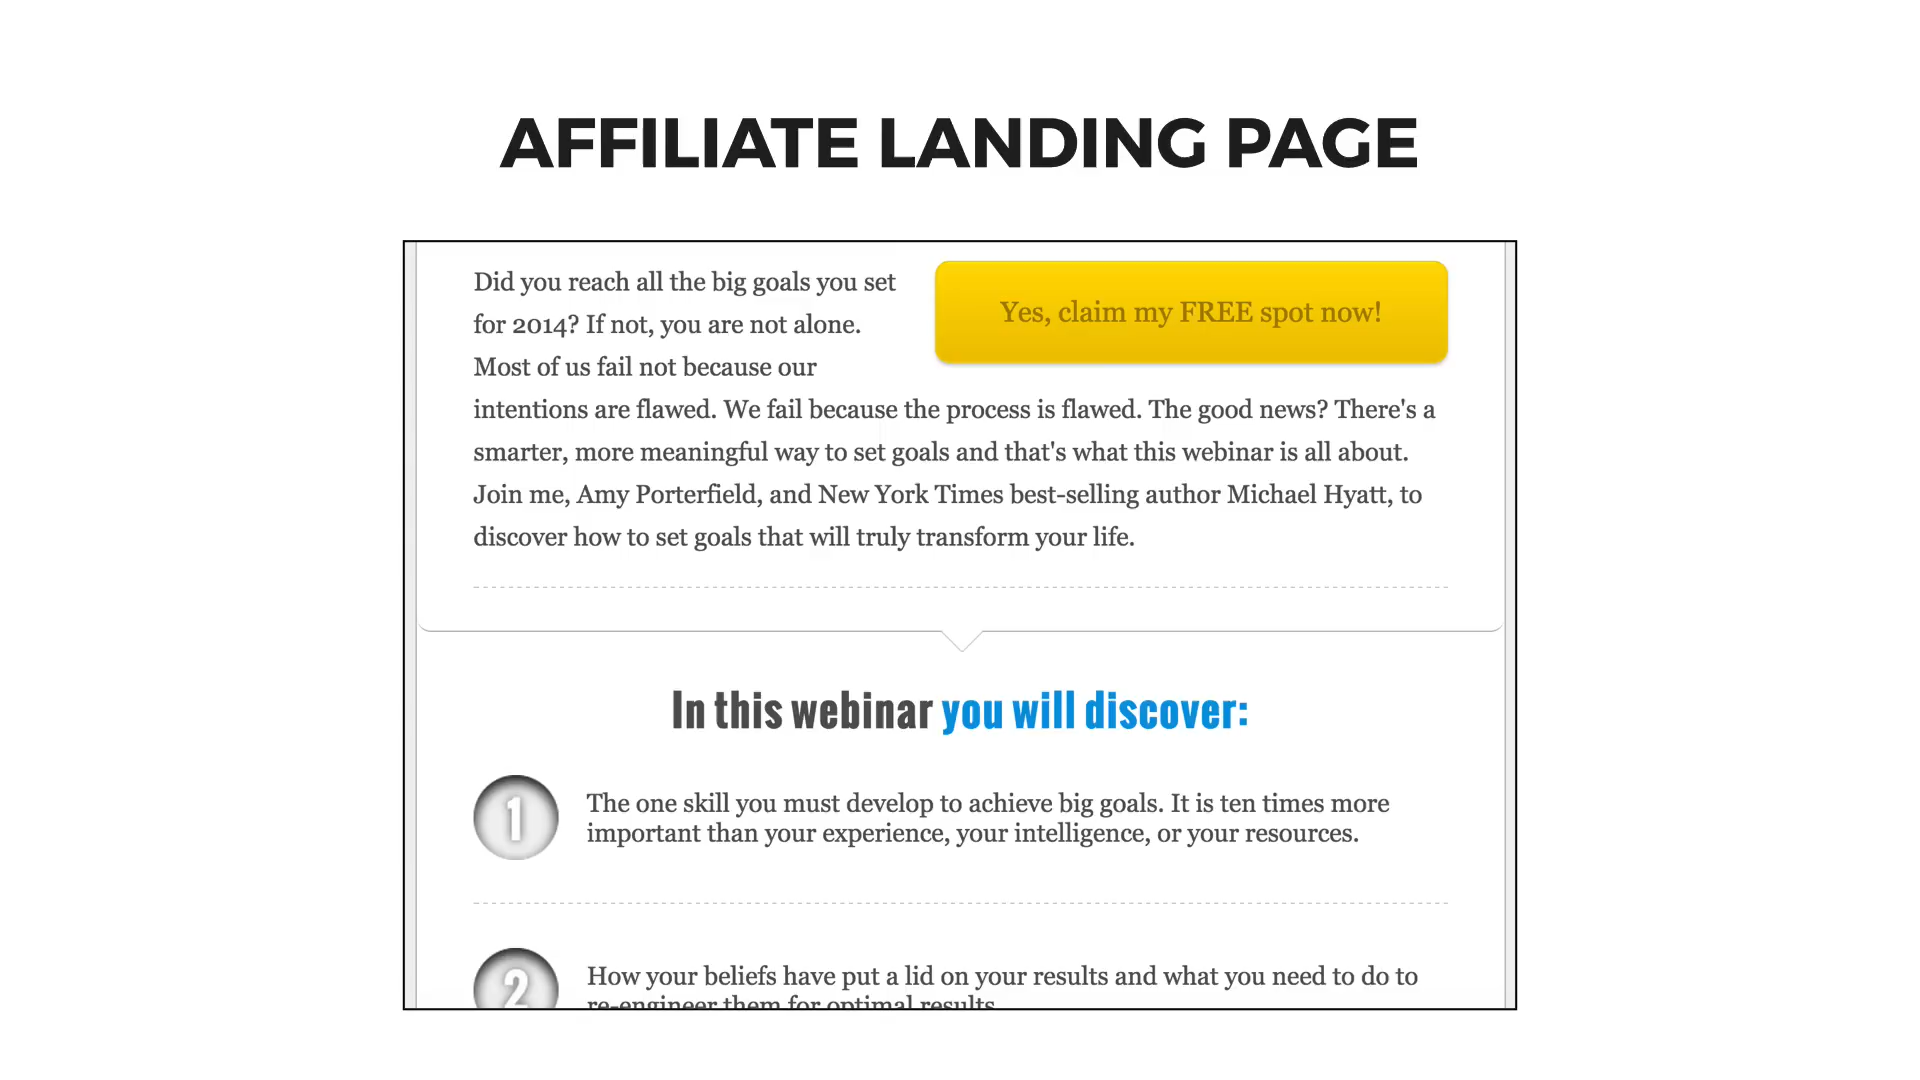 AFFILIATE LANDING PAGE
Did you reach all the big goals you set
for 2014? If not, you are not alone.
Most of us fail not because our
intentions are flawed. We fail because the process is flawed. The good news? There's a
smarter, more meaningful way to set goals and that's what this webinar is all about.
Join me, Amy Porterfield, and New York Times best-selling author Michael Hyatt, to
discover how to set goals that will truly transform your life.
Yes, claim my FREE spot now!
In this webinar you will discover:
1
The one skill you must develop to achieve big goals. It is ten times more
important than your experience, your intelligence, or your resources.
2
How your beliefs have put a lid on your results and what you need to do to
re-engineer them for optimal results